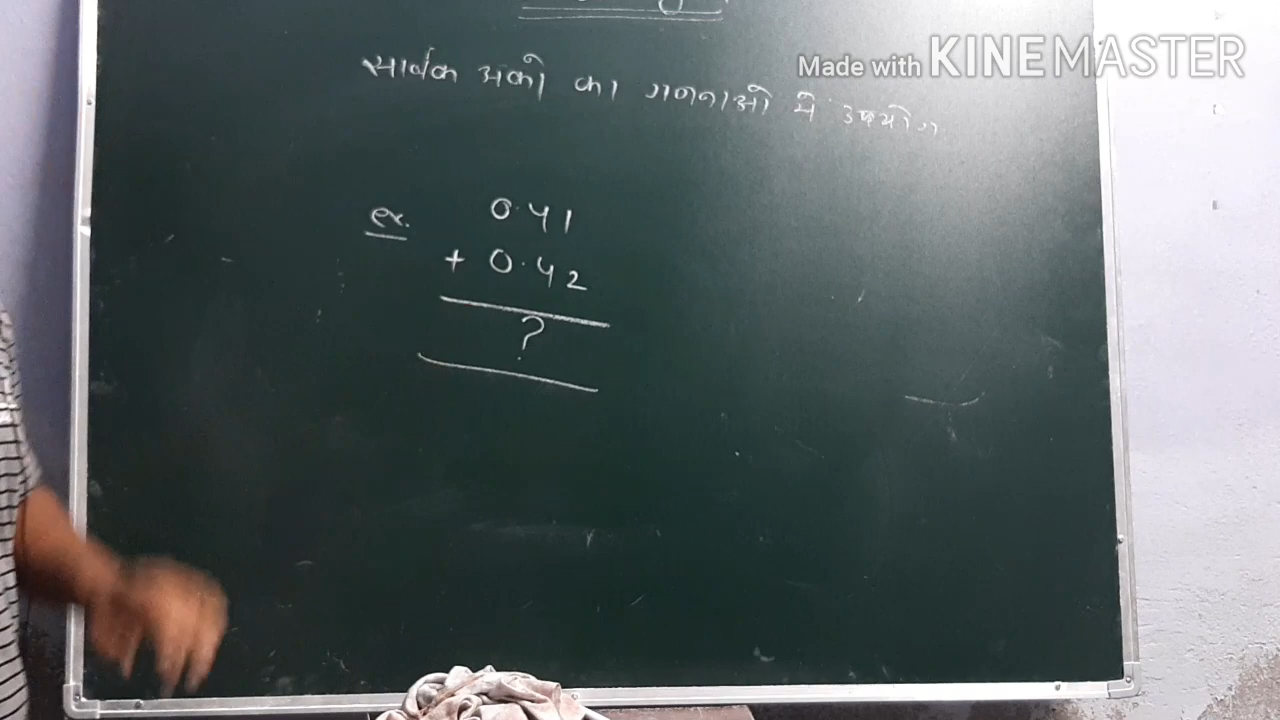 Made with KINEMASTER
सार्थक अंको का गणनाओ मे उपयोग
ex. 0.41
+ 0.42
?